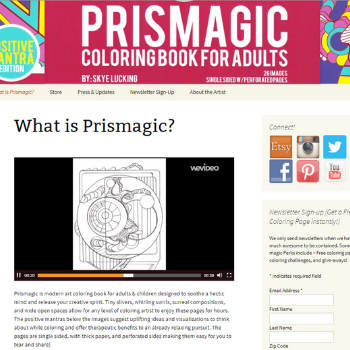 PRISMAGIC
COLORING BOOK FOR ADULTS
POSITIVE
MANTRA
EDITION
BY: SKYE LUCKING
26 IMAGES
SINGLE SIDED W/ PERFORATED PAGES
What is Prismagic? Store Press & Updates Newsletter Sign-Up About the Artist
What is Prismagic?
wevideo
Prismagic is modern art coloring book for adults & children designed to soothe a hectic
mind and release your creative spirit. Tiny slivers, whirling swirls, surreal compositions,
and wide open spaces allow for any level of coloring artist to enjoy these pages for hours.
The positive mantras below the images suggest uplifting ideas and visualizations to think
about while coloring and offer therapeutic benefits to an already relaxing pursuit. The
pages are single sided, with thick papers, and perforated sides making them easy for you to
tear and share!
Connect!
Etsy
You
Tube
Newsletter Sign-up (Get a Fr
Coloring Page Instantly!)
We only send newsletters when we ha
much awesome to be contained. Som
magic Perks include • Free coloring pa
coloring challenges, and give-aways!
* indicates required field
Email Address *
First Name
Last Name
Zip Code